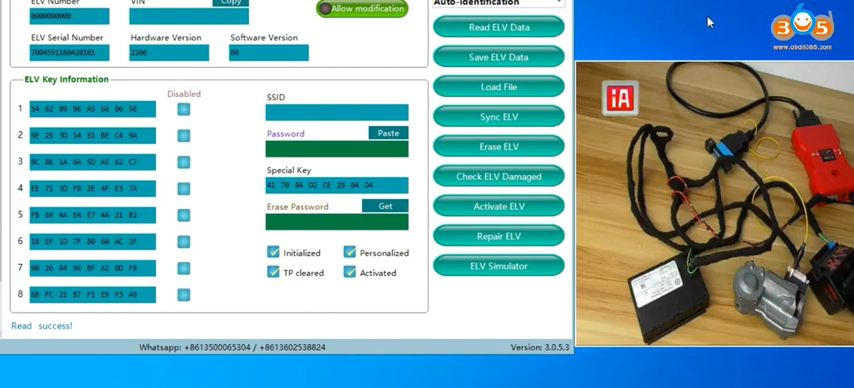 ELV Number
VIN
Copy
Auto-Identification
Allow modification
0000000000
ELV Serial Number
Hardware Version
Software Version
7004591160420101
2206
80
Read ELV Data
Save ELV Data
Load File
Sync ELV
Erase ELV
Check ELV Damaged
Activate ELV
Repair ELV
ELV Simulator
ELV Key Information
Disabled
1 54 62 09 B6 A5 66 06 56
2 9E 29 3D 14 51 BE C4 9A
3 BC B6 1A 6A 5D A5 62 C7
4 EE 71 3D F8 2E 4F E3 7A
5 FB 69 4A E4 E7 4A 21 B2
6 18 EF 1D 7F 80 60 AC 2F
7 90 26 84 96 BF A2 0D F8
8 6B FC 21 B7 F1 E9 F3 A9
SSID
Password
Paste
Special Key
41 70 84 D2 CE 29 04 D4
Erase Password
Get
Initialized
Personalized
TP cleared
Activated
Read success!
Whatsapp: +8613500065304 / +8613602538824
Version: 3.0.5.3
365
www.obdii365.com
iA